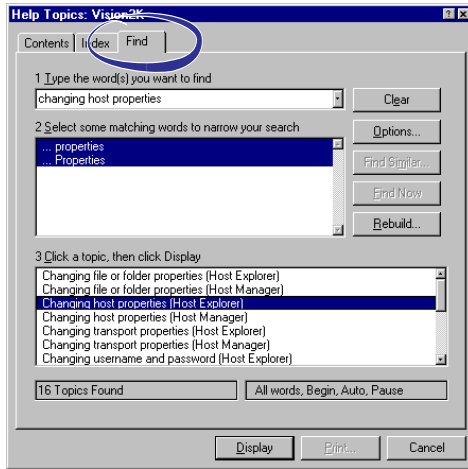 Help Topics: Vision2K
Contents Index Find
1 Type the word(s) you want to find
changing host properties
Clear
2 Select some matching words to narrow your search
Options...
... properties
... Properties
Find Similar...
Find Now
Rebuild...
3 Click a topic, then click Display
Changing file or folder properties (Host Explorer)
Changing file or folder properties (Host Manager)
Changing host properties (Host Explorer)
Changing host properties (Host Manager)
Changing transport properties (Host Explorer)
Changing transport properties (Host Manager)
Changing username and password (Host Explorer)
16 Topics Found
All words, Begin, Auto, Pause
Display Print... Cancel